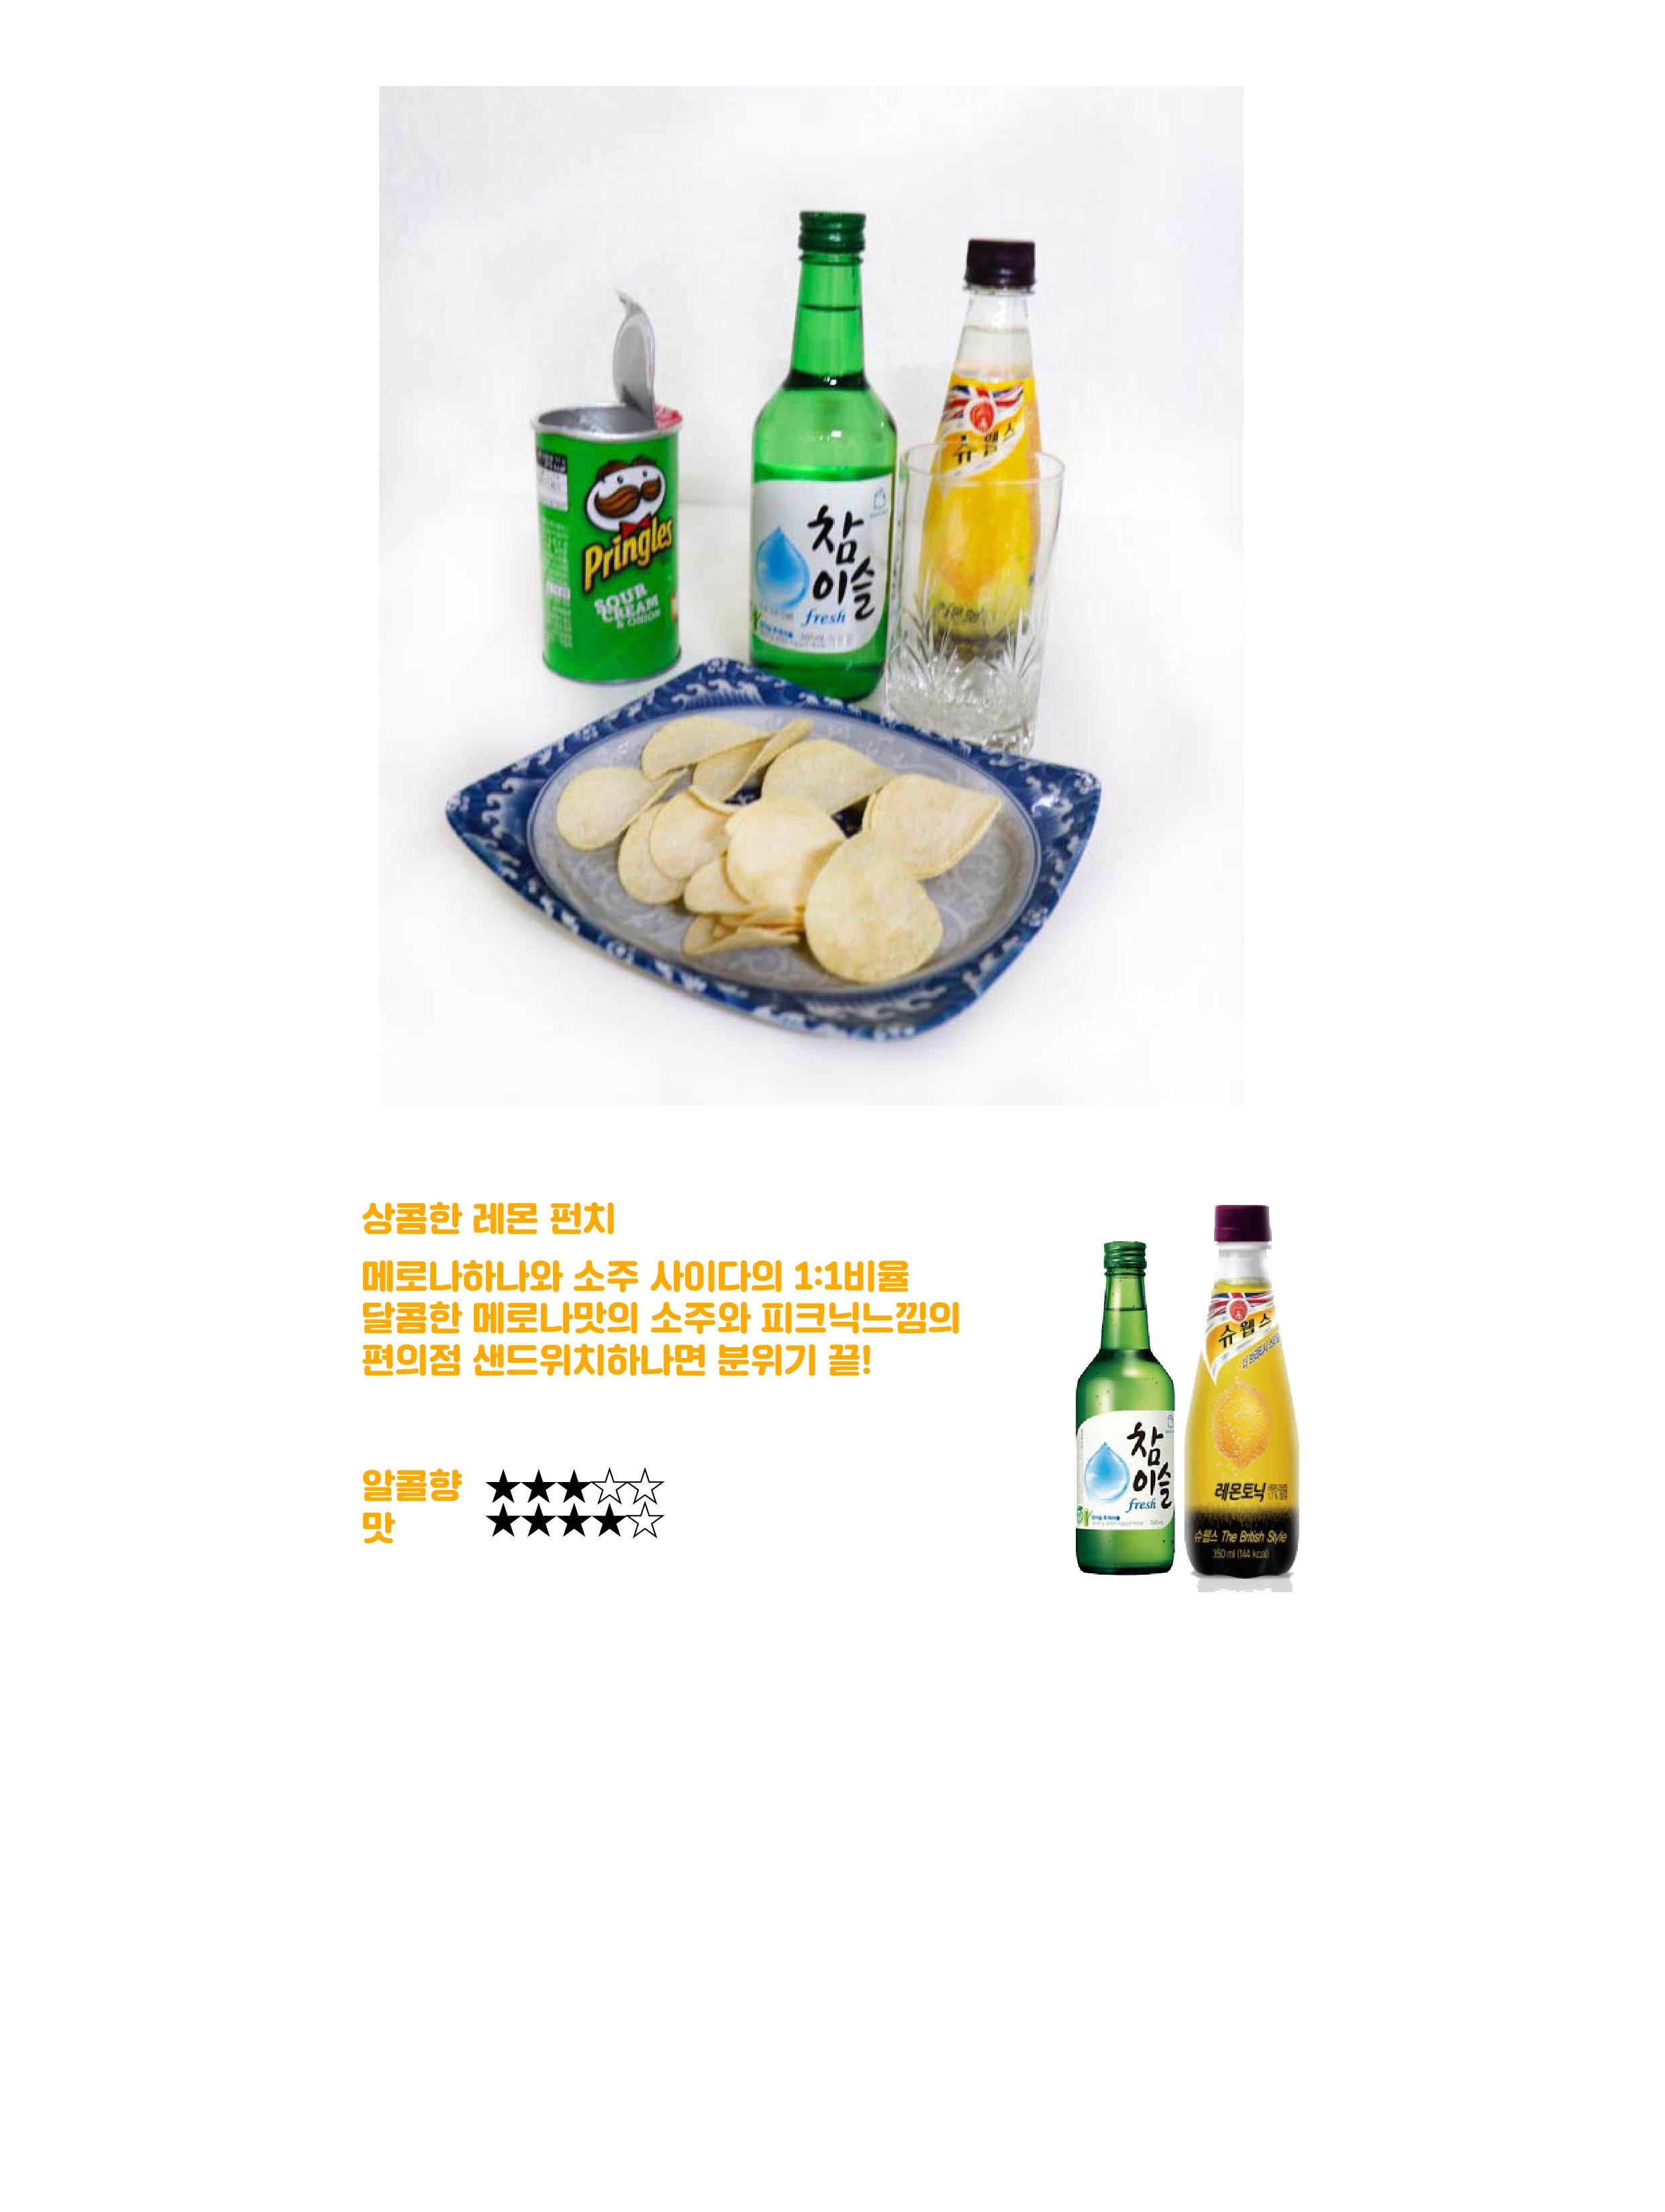 Pringles
SOUR
CREAM
& ONION
참
이슬
fresh
슈웹스
상콤한 레몬 펀치
메로나하나와 소주 사이다의 1:1비율
달콤한 메로나맛의 소주와 피크닉느낌의
편의점 샌드위치하나면 분위기 끝!
알콜향 ★★★☆☆
맛 ★★★★☆
참
이슬
fresh
슈웹스
레몬토닉
슈웹스 The British Style
350 ml (144 kcal)